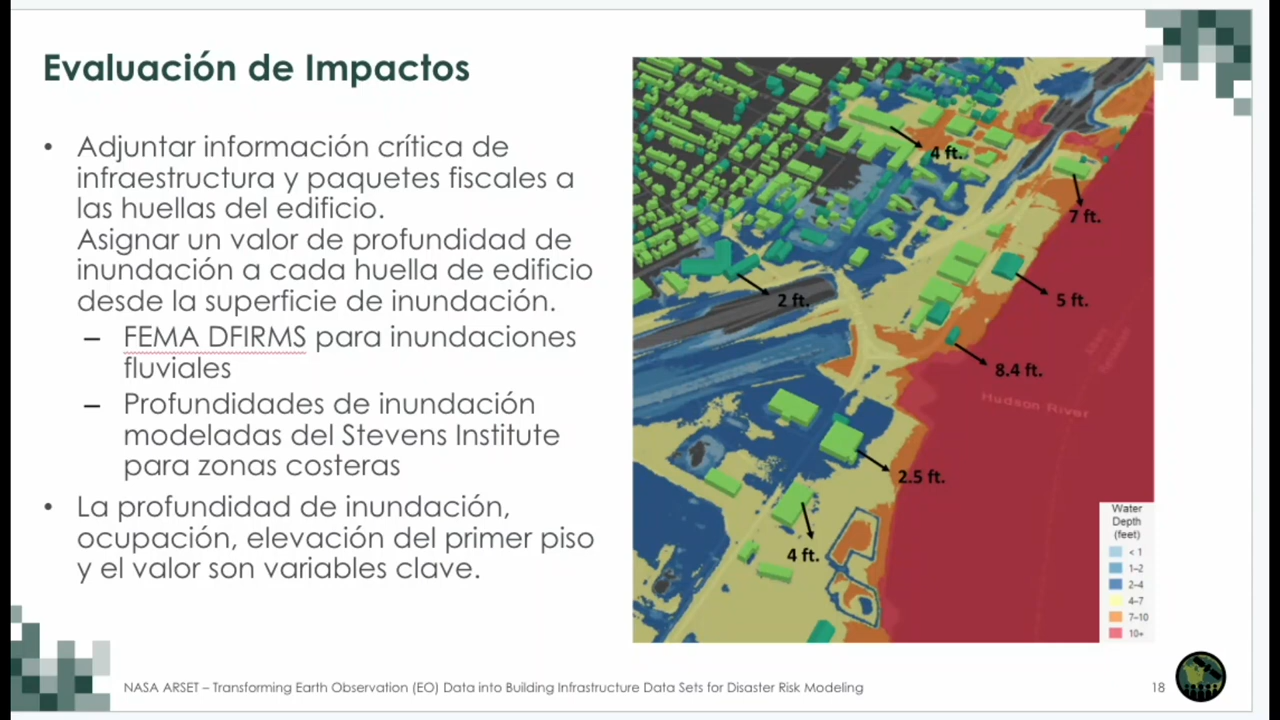 Evaluación de Impactos
• Adjuntar información crítica de
infraestructura y paquetes fiscales a
las huellas del edificio.
Asignar un valor de profundidad de
inundación a cada huella de edificio
desde la superficie de inundación.
– FEMA DFIRMS para inundaciones
fluviales
– Profundidades de inundación
modeladas del Stevens Institute
para zonas costeras
• La profundidad de inundación,
ocupación, elevación del primer piso
y el valor son variables clave.
4 ft.
7 ft.
2 ft.
5 ft.
8.4 ft.
Hudson River
2.5 ft.
4 ft.
Water
Depth
(feet)
< 1
1–2
2–4
4–7
7–10
10+
NASA ARSET – Transforming Earth Observation (EO) Data into Building Infrastructure Data Sets for Disaster Risk Modeling
18